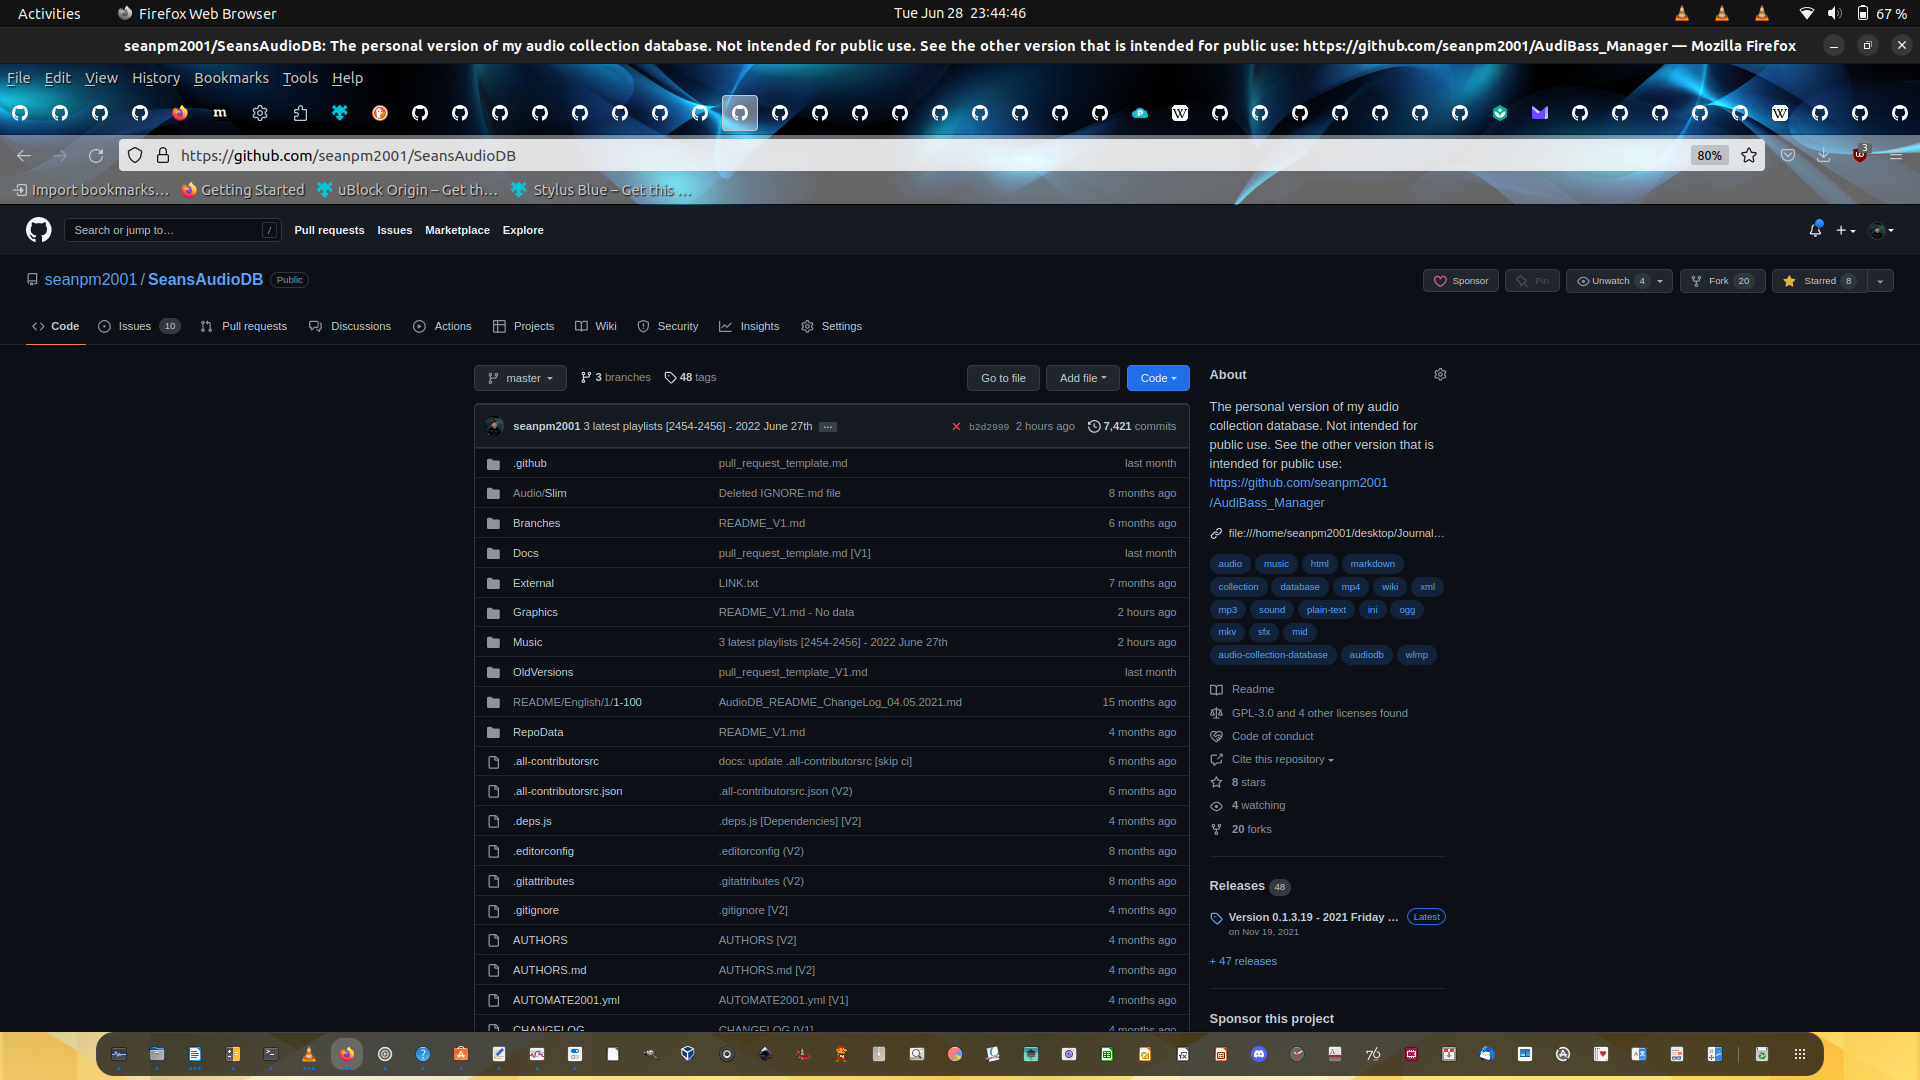 Activities Firefox Web Browser Tue Jun 28 23:44:46 67 %
seanpm2001/SeansAudioDB: The personal version of my audio collection database. Not intended for public use. See the other version that is intended for public use: https://github.com/seanpm2001/AudiBass_Manager — Mozilla Firefox
File Edit View History Bookmarks Tools Help
https://github.com/seanpm2001/SeansAudioDB 80% 3
Import bookmarks… Getting Started uBlock Origin – Get th… Stylus Blue – Get this …
Search or jump to… / Pull requests Issues Marketplace Explore
seanpm2001 / SeansAudioDB Public Sponsor Pin Unwatch 4 Fork 20 Starred 8
Code Issues 10 Pull requests Discussions Actions Projects Wiki Security Insights Settings
master 3 branches 48 tags Go to file Add file Code
seanpm2001 3 latest playlists [2454-2456] - 2022 June 27th ... b2d2999 2 hours ago 7,421 commits
.github pull_request_template.md last month
Audio/Slim Deleted IGNORE.md file 8 months ago
Branches README_V1.md 6 months ago
Docs pull_request_template.md [V1] last month
External LINK.txt 7 months ago
Graphics README_V1.md - No data 2 hours ago
Music 3 latest playlists [2454-2456] - 2022 June 27th 2 hours ago
OldVersions pull_request_template_V1.md last month
README/English/1/1-100 AudioDB_README_ChangeLog_04.05.2021.md 15 months ago
RepoData README_V1.md 4 months ago
.all-contributorsrc docs: update .all-contributorsrc [skip ci] 6 months ago
.all-contributorsrc.json .all-contributorsrc.json (V2) 6 months ago
.deps.js .deps.js [Dependencies] [V2] 4 months ago
.editorconfig .editorconfig (V2) 8 months ago
.gitattributes .gitattributes (V2) 8 months ago
.gitignore .gitignore [V2] 4 months ago
AUTHORS AUTHORS [V2] 4 months ago
AUTHORS.md AUTHORS.md [V2] 4 months ago
AUTOMATE2001.yml AUTOMATE2001.yml [V1] 4 months ago
CHANGELOG CHANGELOG [V1] 4 months ago
About
The personal version of my audio
collection database. Not intended for
public use. See the other version that is
intended for public use:
https://github.com/seanpm2001
/AudiBass_Manager
file:///home/seanpm2001/desktop/Journal…
audio music html markdown
collection database mp4 wiki xml
mp3 sound plain-text ini ogg
mkv sfx mid
audio-collection-database audiodb wlmp
Readme
GPL-3.0 and 4 other licenses found
Code of conduct
Cite this repository
8 stars
4 watching
20 forks
Releases 48
Version 0.1.3.19 - 2021 Friday … Latest
on Nov 19, 2021
+ 47 releases
Sponsor this project